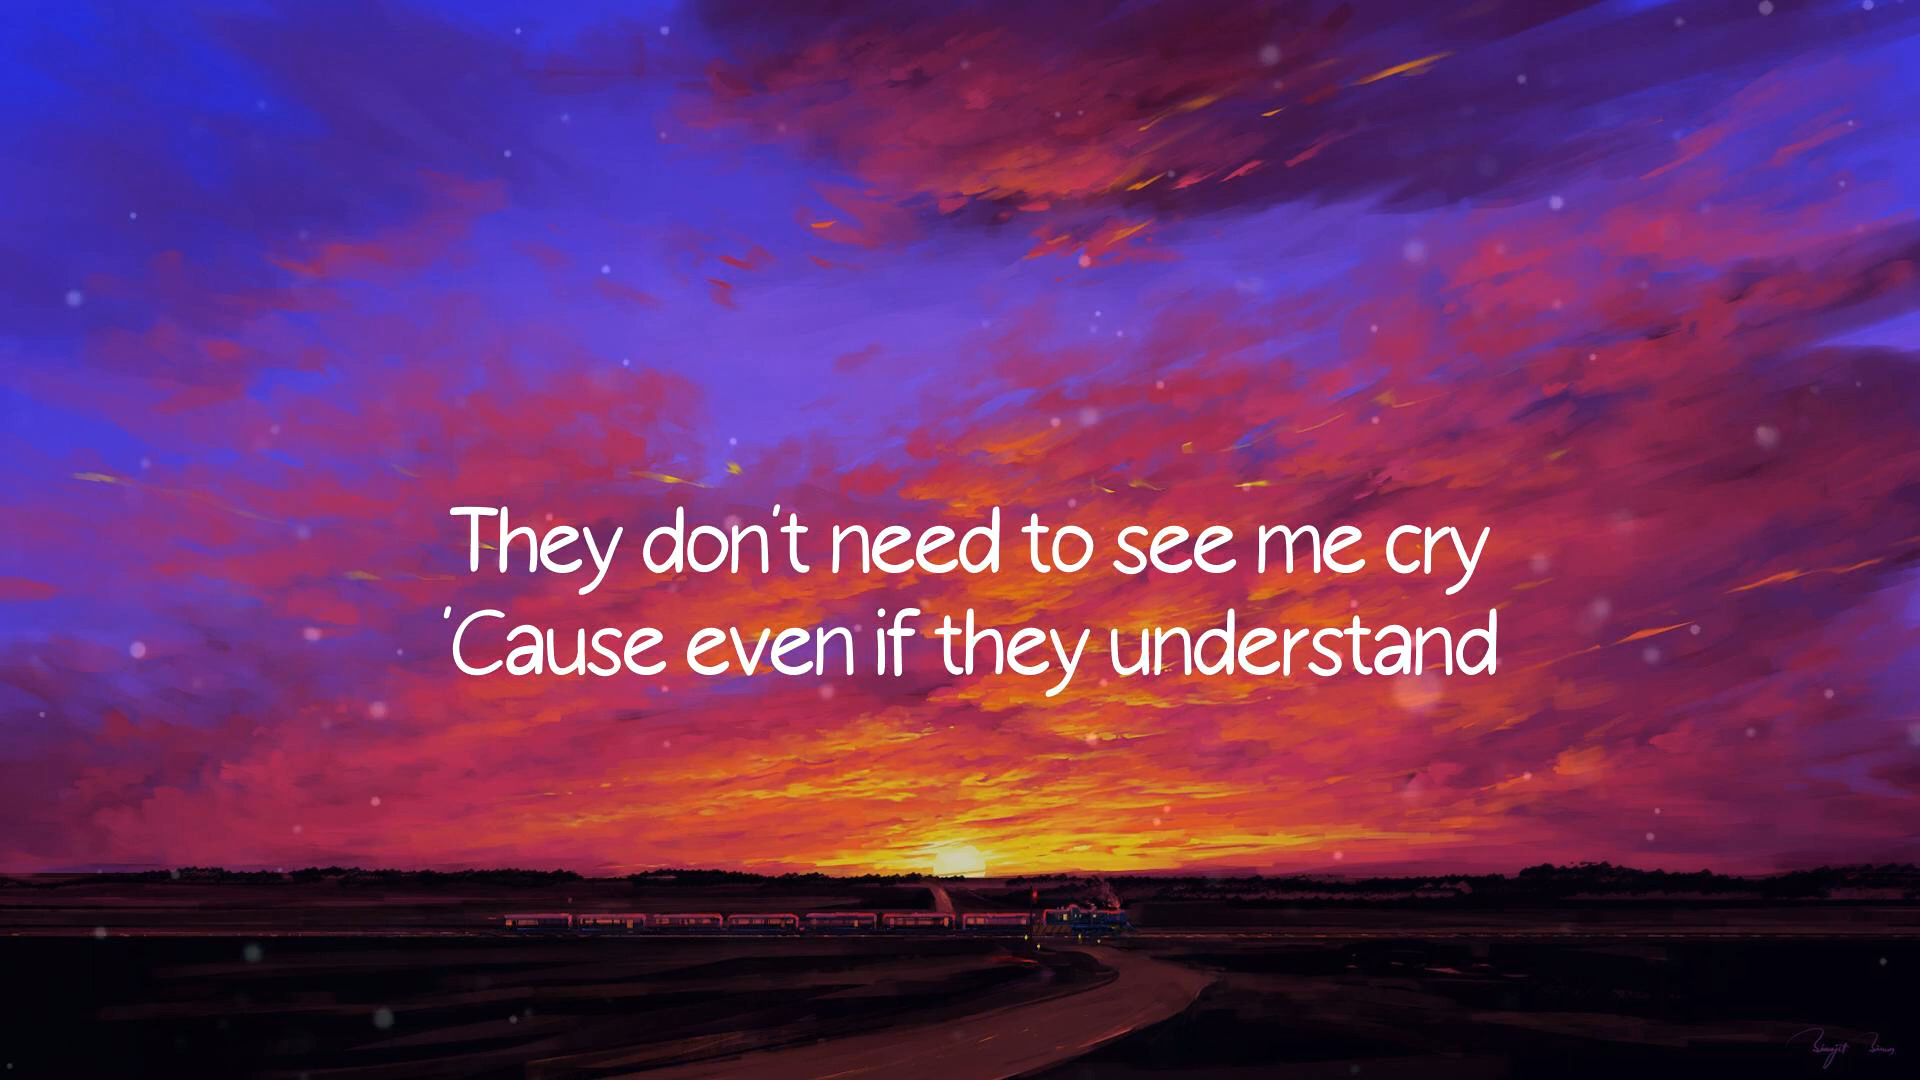 They don't need to see me cry
'Cause even if they understand